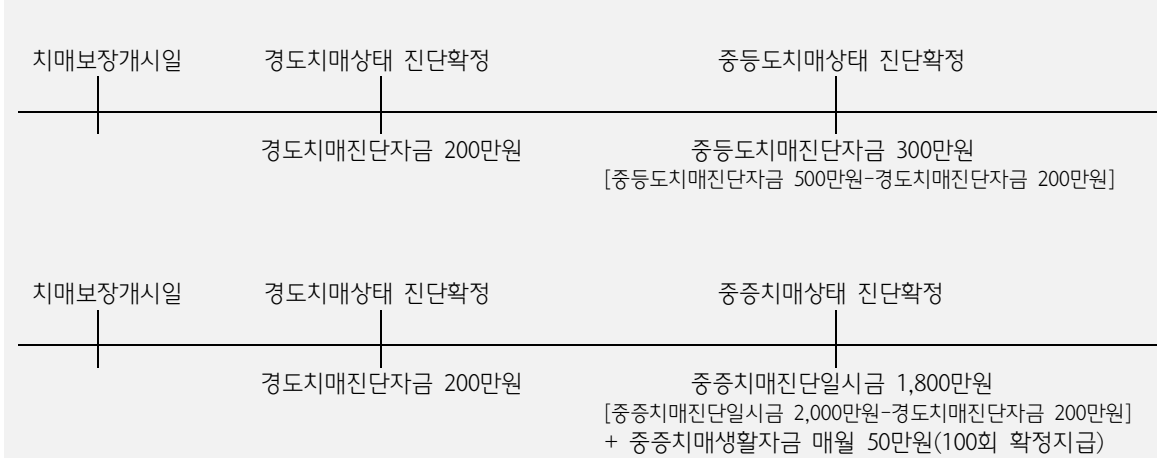 치매보장개시일 경도치매상태 진단확정 중등도치매상태 진단확정
경도치매진단자금 200만원 중등도치매진단자금 300만원
[중등도치매진단자금 500만원-경도치매진단자금 200만원]
치매보장개시일 경도치매상태 진단확정 중증치매상태 진단확정
경도치매진단자금 200만원 중증치매진단일시금 1,800만원
[중증치매진단일시금 2,000만원-경도치매진단자금 200만원]
+ 중증치매생활자금 매월 50만원(100회 확정지급)